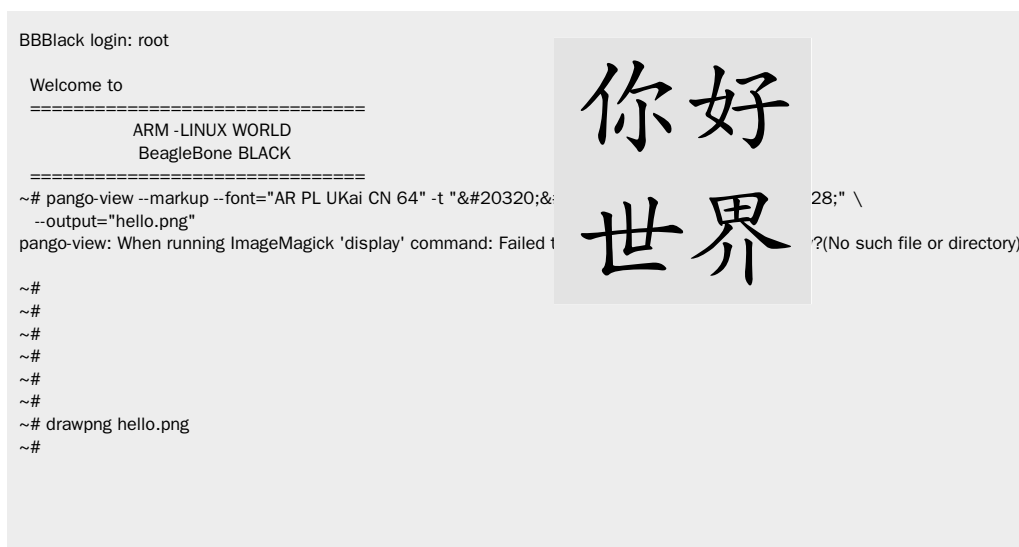 BBBlack login: root
Welcome to
===============================
ARM -LINUX WORLD
BeagleBone BLACK
===============================
~# pango-view --markup --font="AR PL UKai CN 64" -t "&#20320;& 28;" \
--output="hello.png"
pango-view: When running ImageMagick 'display' command: Failed t ?(No such file or directory)
~#
~#
~#
~#
~#
~#
~# drawpng hello.png
~#
你好
世界